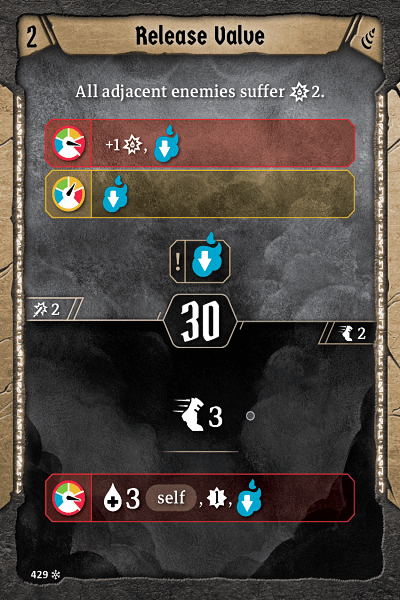 2 Release Valve
All adjacent enemies suffer 2.
+1 ,
!
2
30
2
3
3 self , ,
429